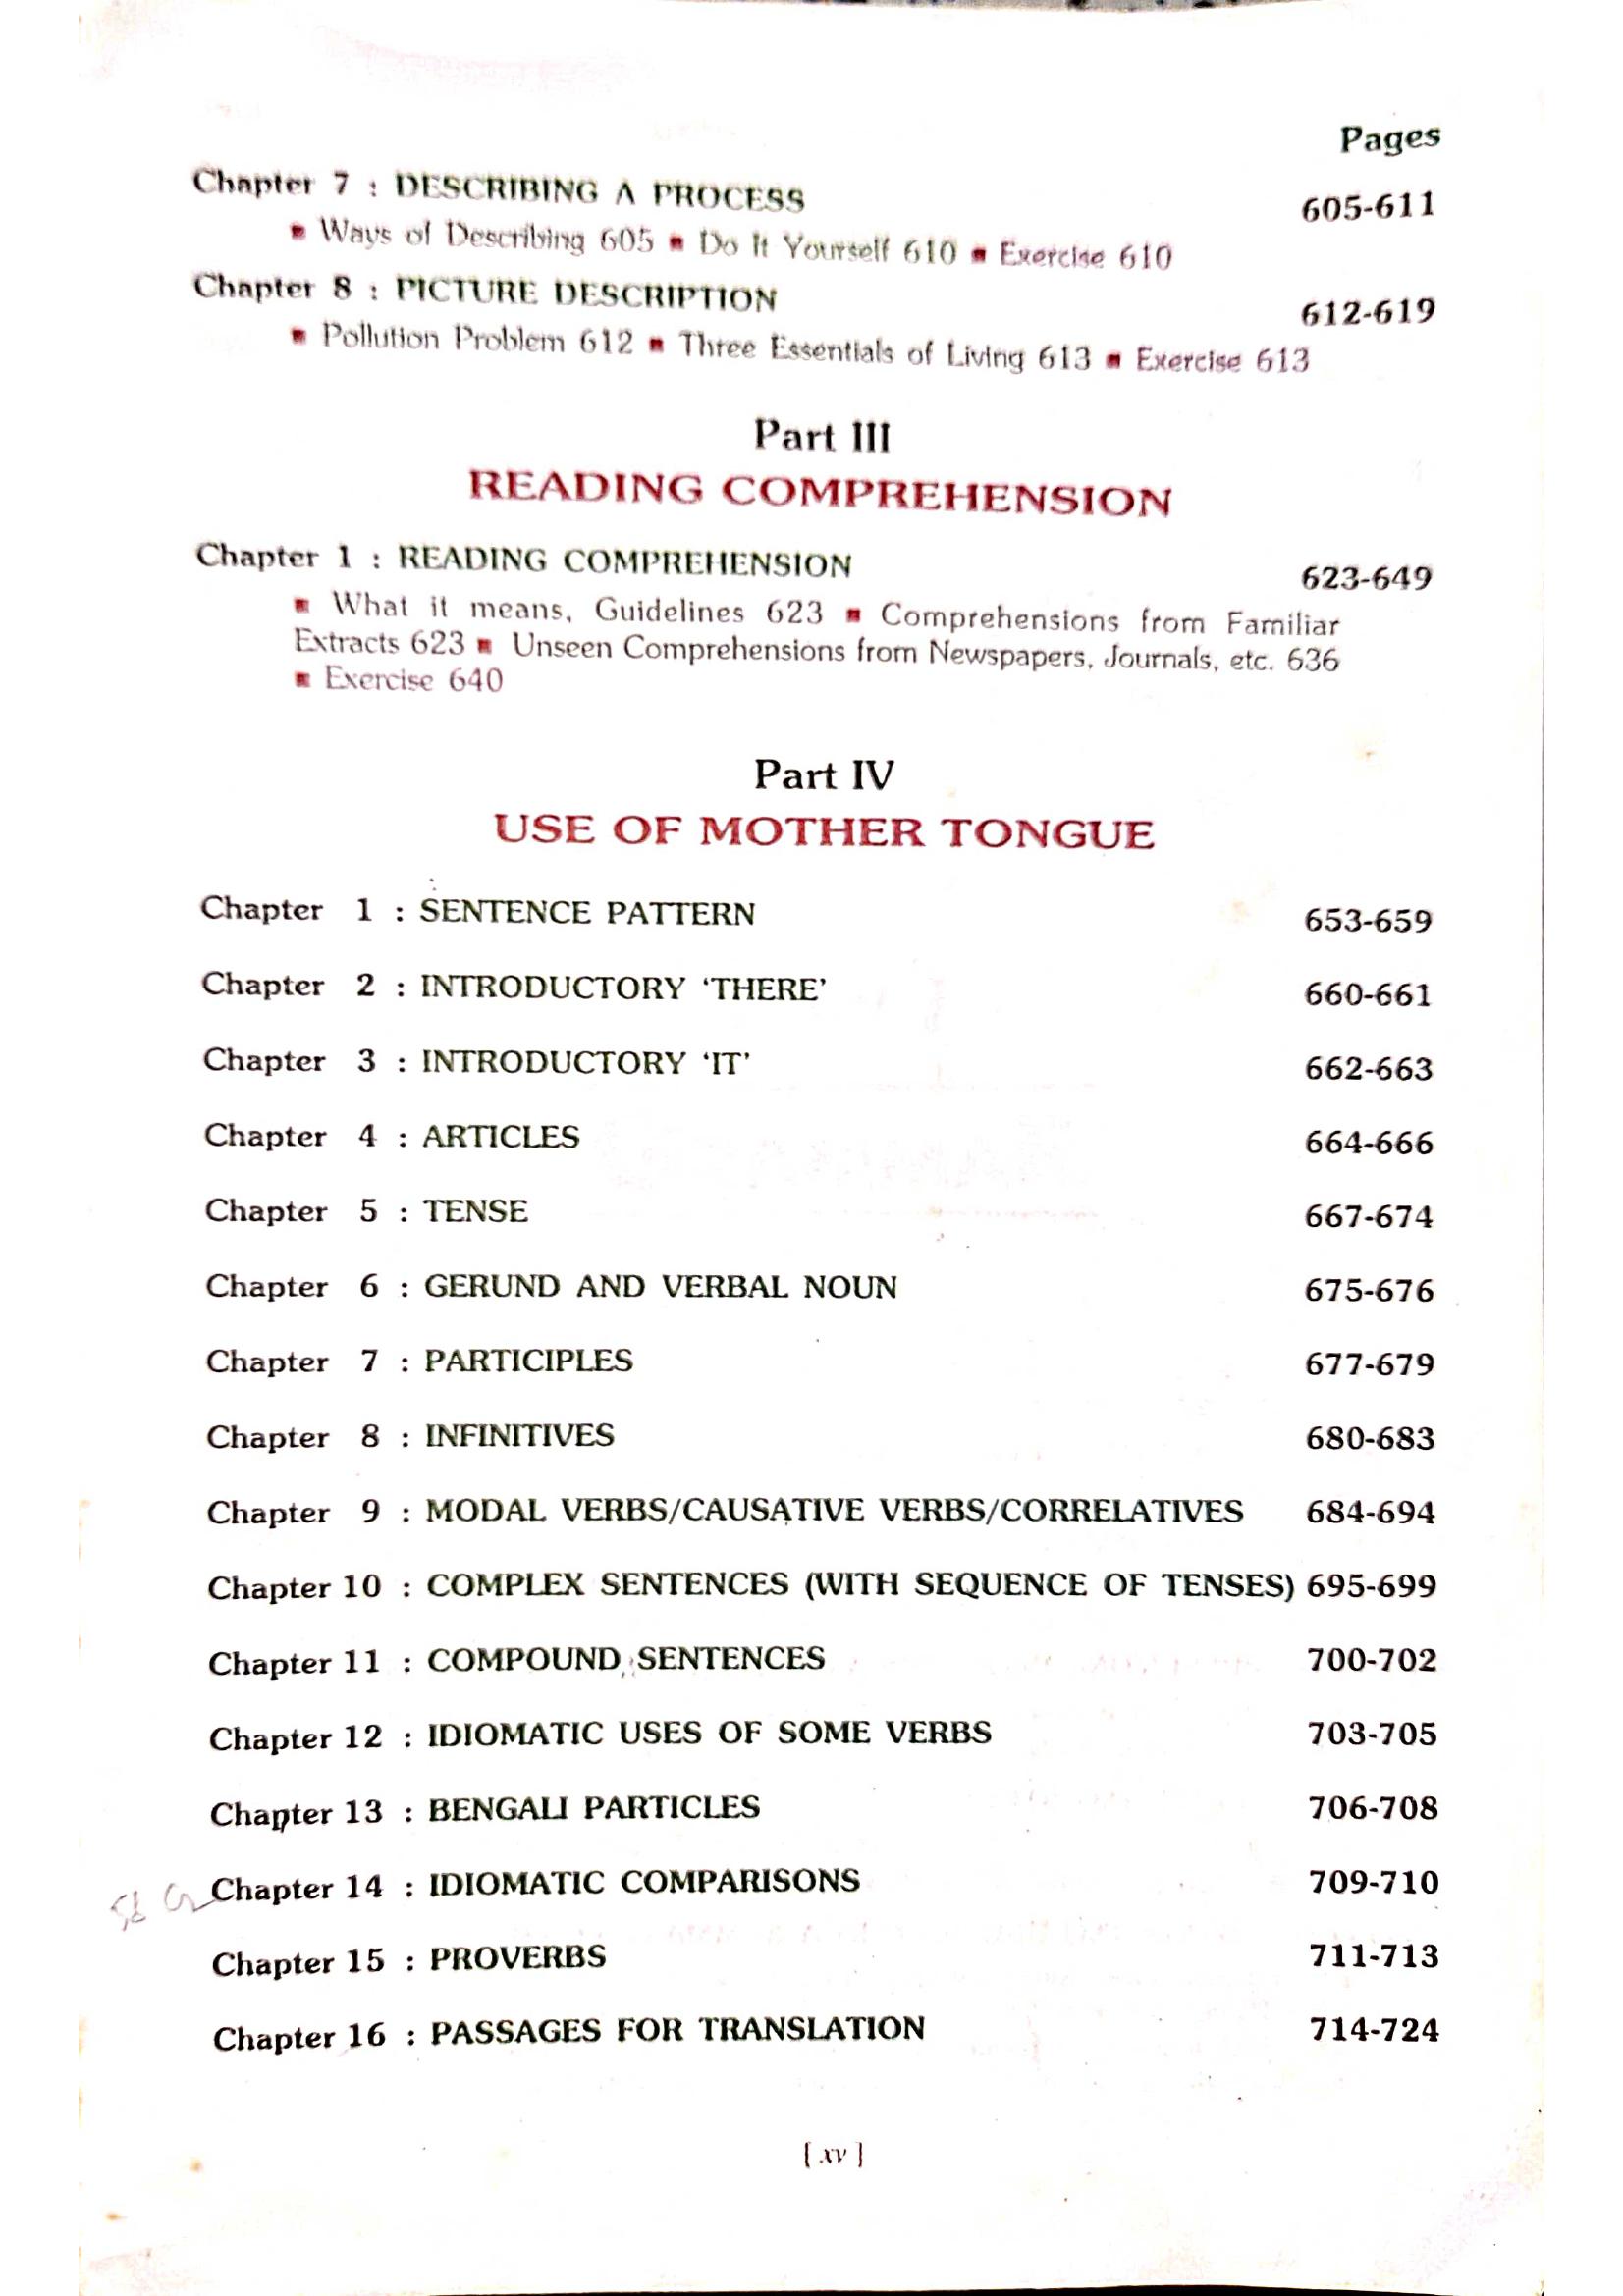 Pages
Chapter 7 : DESCRIBING A PROCESS 605-611
■ Ways of Describing 605 ■ Do It Yourself 610 ■ Exercise 610
Chapter 8 : PICTURE DESCRIPTION 612-619
■ Pollution Problem 612 ■ Three Essentials of Living 613 ■ Exercise 613
Part III
READING COMPREHENSION
Chapter 1 : READING COMPREHENSION 623-649
■ What it means, Guidelines 623 ■ Comprehensions from Familiar
Extracts 623 ■ Unseen Comprehensions from Newspapers, Journals, etc. 636
■ Exercise 640
Part IV
USE OF MOTHER TONGUE
Chapter 1 : SENTENCE PATTERN 653-659
Chapter 2 : INTRODUCTORY ‘THERE’ 660-661
Chapter 3 : INTRODUCTORY ‘IT’ 662-663
Chapter 4 : ARTICLES 664-666
Chapter 5 : TENSE 667-674
Chapter 6 : GERUND AND VERBAL NOUN 675-676
Chapter 7 : PARTICIPLES 677-679
Chapter 8 : INFINITIVES 680-683
Chapter 9 : MODAL VERBS/CAUSATIVE VERBS/CORRELATIVES 684-694
Chapter 10 : COMPLEX SENTENCES (WITH SEQUENCE OF TENSES) 695-699
Chapter 11 : COMPOUND SENTENCES 700-702
Chapter 12 : IDIOMATIC USES OF SOME VERBS 703-705
Chapter 13 : BENGALI PARTICLES 706-708
Chapter 14 : IDIOMATIC COMPARISONS 709-710
Chapter 15 : PROVERBS 711-713
Chapter 16 : PASSAGES FOR TRANSLATION 714-724
[ xv ]